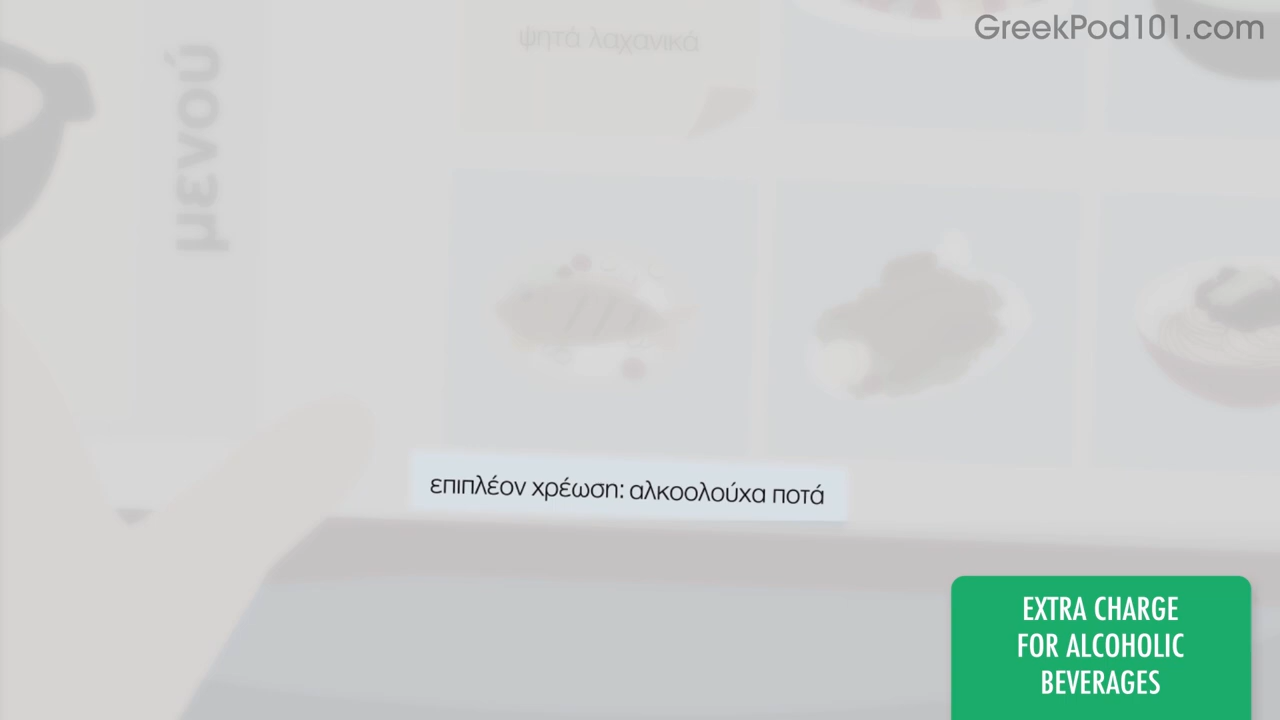 GreekPod101.com
ψητά λαχανικά
μενού
επιπλέον χρέωση: αλκοολούχα ποτά
EXTRA CHARGE
FOR ALCOHOLIC
BEVERAGES